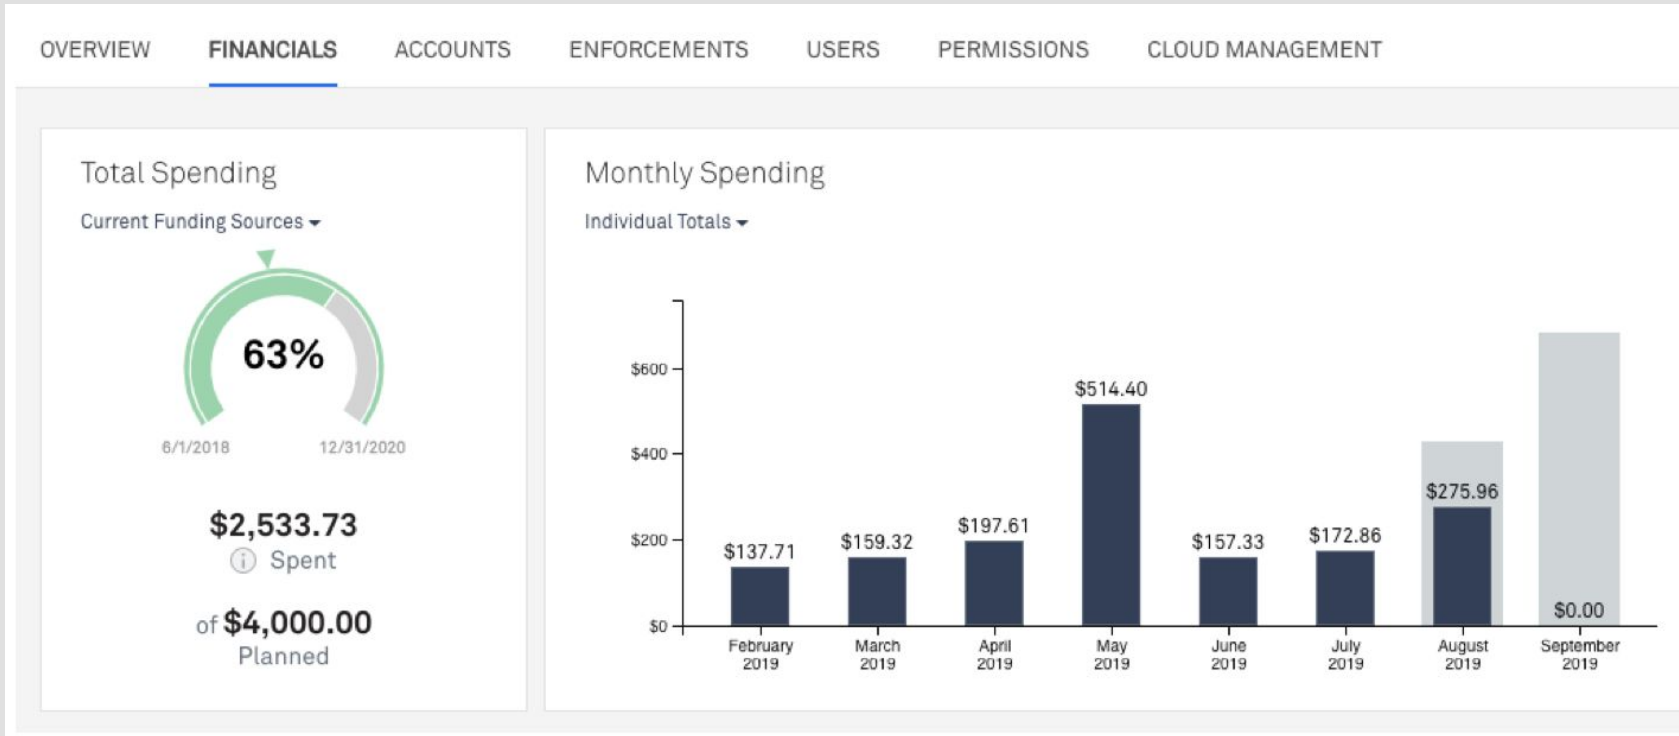 OVERVIEW FINANCIALS ACCOUNTS ENFORCEMENTS USERS PERMISSIONS CLOUD MANAGEMENT
Total Spending
Current Funding Sources
63%
6/1/2018 12/31/2020
$2,533.73
i Spent
of $4,000.00
Planned
Monthly Spending
Individual Totals
$600
$400
$200
$0
$137.71
$159.32
$197.61
$514.40
$157.33
$172.86
$275.96
$0.00
February
2019
March
2019
April
2019
May
2019
June
2019
July
2019
August
2019
September
2019